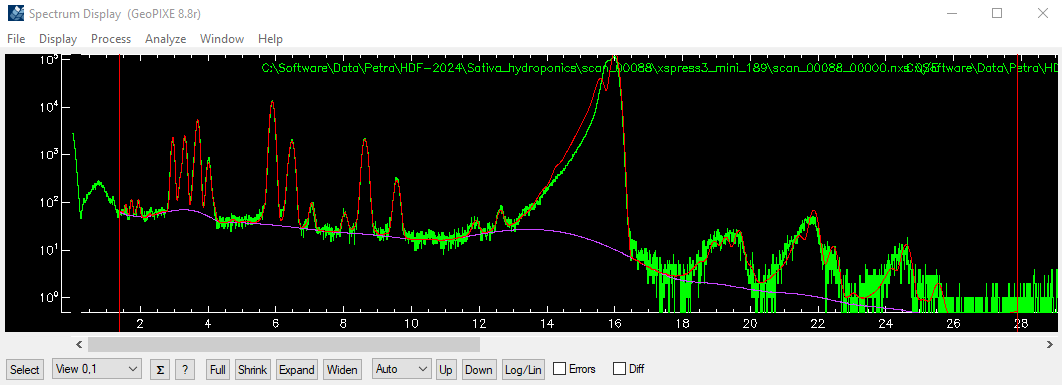 Spectrum Display (GeoPIXE 8.8r)
File Display Process Analyze Window Help
C:\Software\Data\Petra\HDF-2024\Sativa_hydroponics\scan_00088\xspress3_mini_189\scan_00088_00000.nxs
\Software\Data\Petra\HD
10⁵
10⁴
10³
10²
10¹
10⁰
2 4 6 8 10 12 14 16 18 20 22 24 26 28
Select View 0,1 Σ ? Full Shrink Expand Widen Auto Up Down Log/Lin Errors Diff